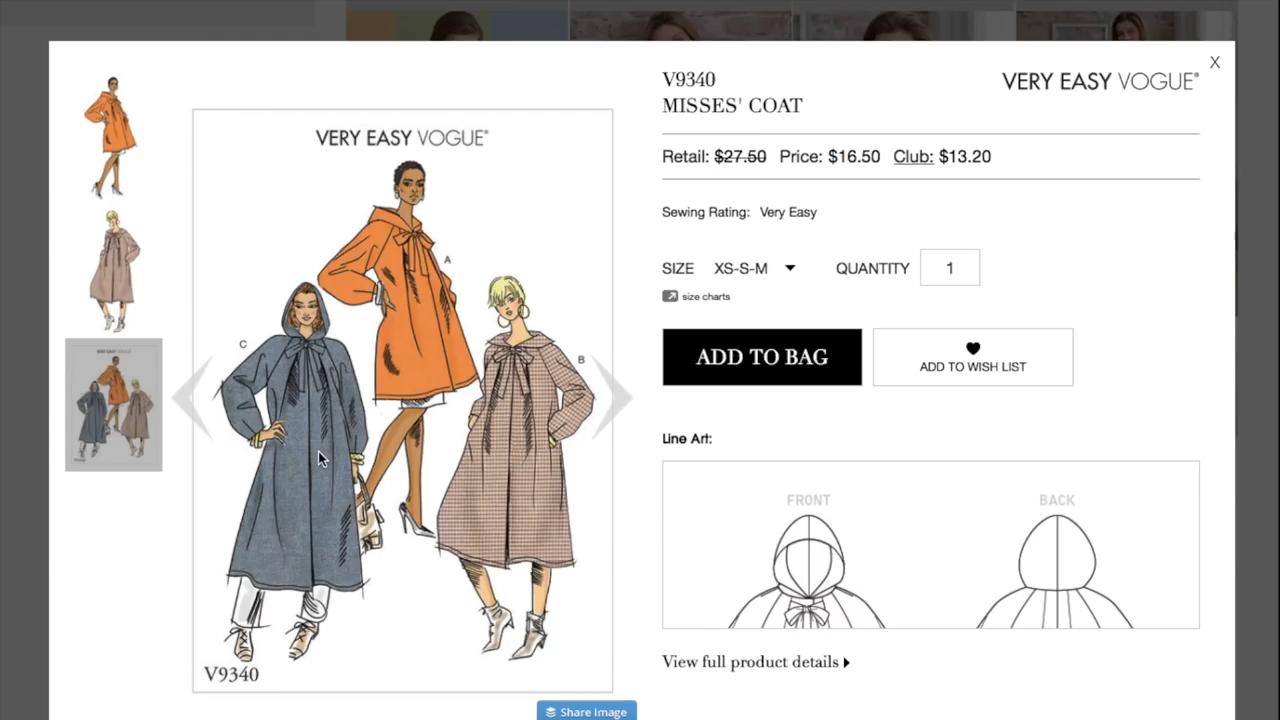 X
V9340
VERY EASY VOGUE®
MISSES' COAT
Retail: $27.50 Price: $16.50 Club: $13.20
Sewing Rating: Very Easy
SIZE XS-S-M QUANTITY 1
size charts
ADD TO BAG
ADD TO WISH LIST
Line Art:
FRONT BACK
View full product details
VERY EASY VOGUE®
A
B
C
V9340
Share Image